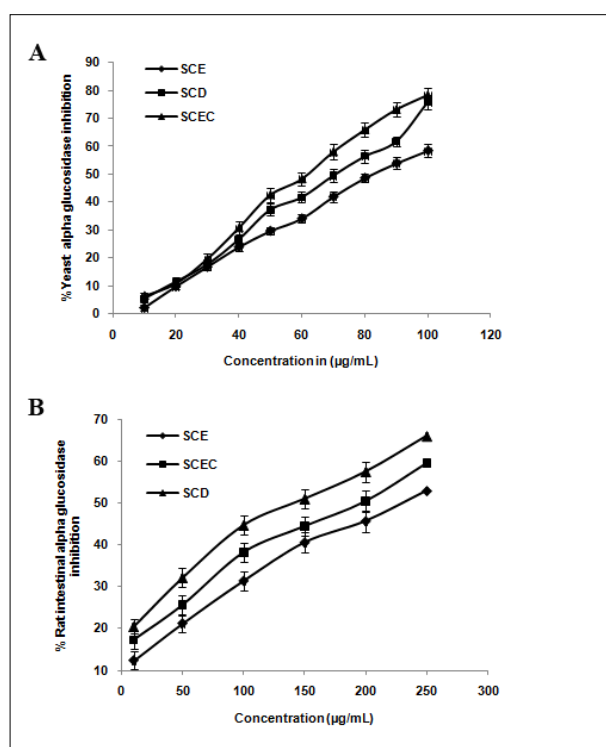 A
SCE
SCD
SCEC
% Yeast alpha glucosidase inhibition
90
80
70
60
50
40
30
20
10
0
0 20 40 60 80 100 120
Concentration in (µg/mL)
B
SCE
SCEC
SCD
% Rat intestinal alpha glucosidase
inhibition
70
60
50
40
30
20
10
0 50 100 150 200 250 300
Concentration (µg/mL)